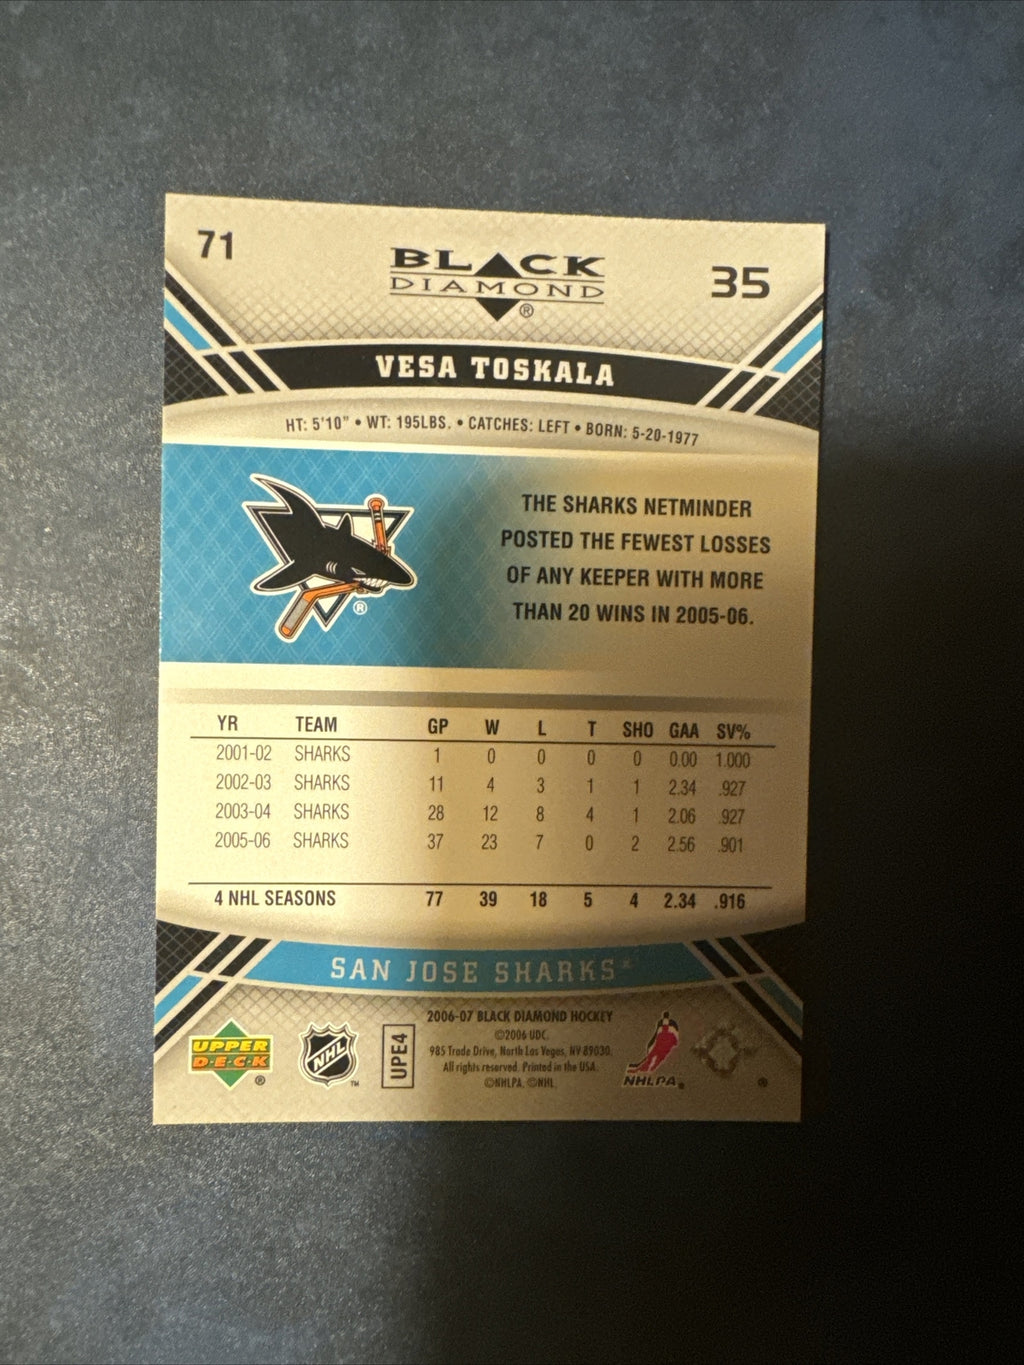 71
BLACK
DIAMOND®
35
VESA TOSKALA
HT: 5'10" • WT: 195LBS. • CATCHES: LEFT • BORN: 5-20-1977
THE SHARKS NETMINDER
POSTED THE FEWEST LOSSES
OF ANY KEEPER WITH MORE
THAN 20 WINS IN 2005-06.
®
YR TEAM GP W L T SHO GAA SV%
2001-02 SHARKS 1 0 0 0 0 0.00 1.000
2002-03 SHARKS 11 4 3 1 1 2.34 .927
2003-04 SHARKS 28 12 8 4 1 2.06 .927
2005-06 SHARKS 37 23 7 0 2 2.56 .901
4 NHL SEASONS 77 39 18 5 4 2.34 .916
SAN JOSE SHARKS
2006-07 BLACK DIAMOND HOCKEY
©2006 UDC.
985 Trade Drive, North Las Vegas, NV 89030.
All rights reserved. Printed in the USA.
©NHLPA. ©NHL.
UPPER
DECK®
NHL™
UPE4
NHLPA®
®